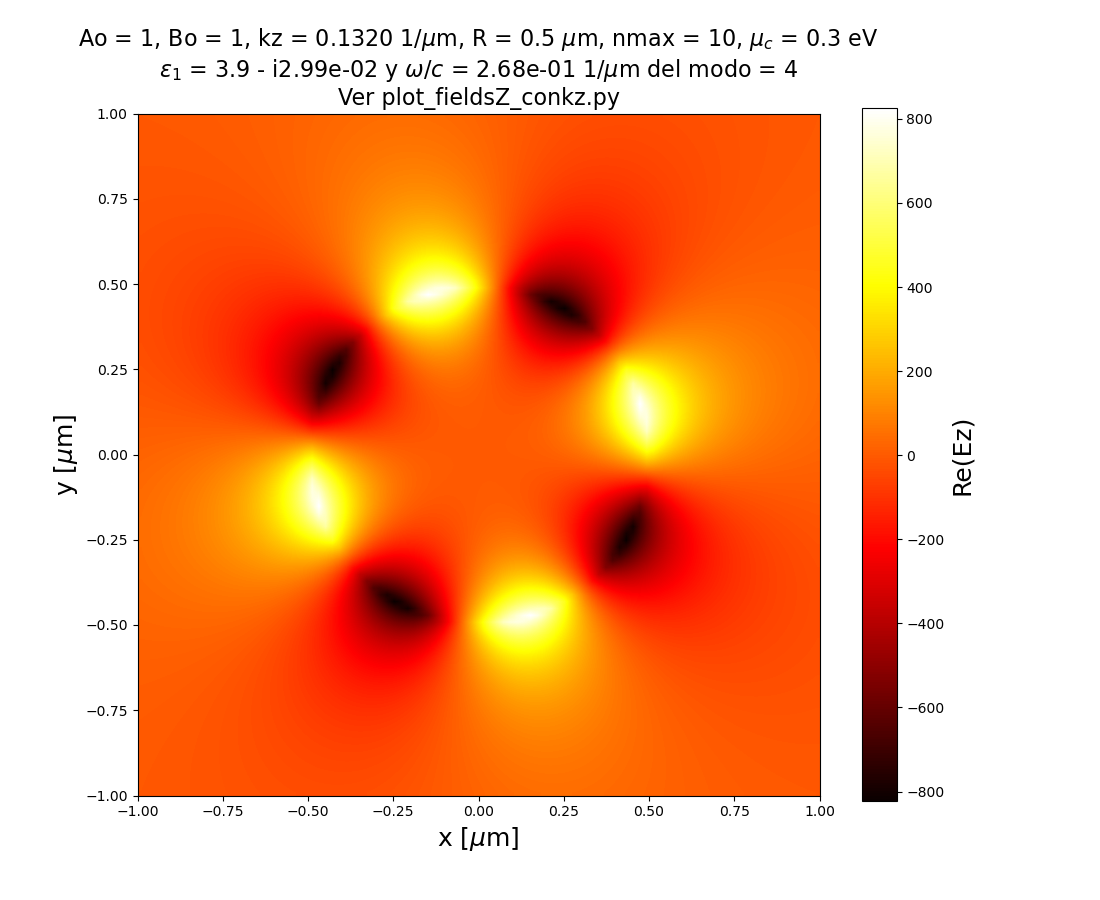 Ao = 1, Bo = 1, kz = 0.1320 1/μm, R = 0.5 μm, nmax = 10, μc = 0.3 eV
ε1 = 3.9 - i2.99e-02 y ω/c = 2.68e-01 1/μm del modo = 4
Ver plot_fieldsZ_conkz.py
1.00
0.75
0.50
0.25
0.00
−0.25
−0.50
−0.75
−1.00
y [μm]
−1.00 −0.75 −0.50 −0.25 0.00 0.25 0.50 0.75 1.00
x [μm]
800
600
400
200
0
−200
−400
−600
−800
Re(Ez)